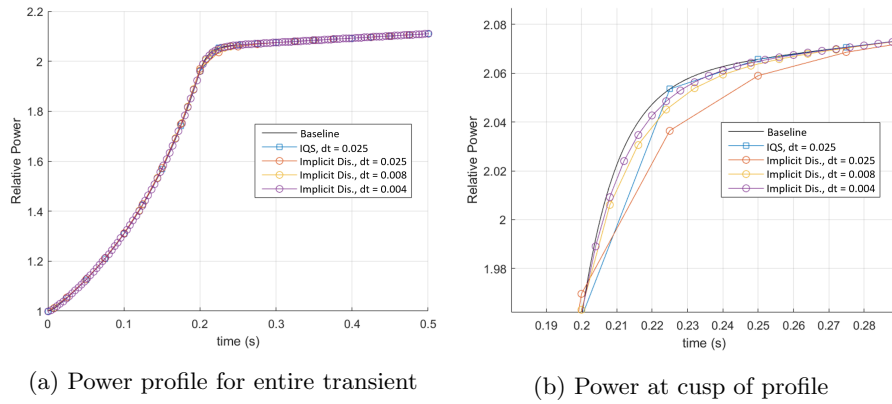 2.2
2
1.8
1.6
1.4
1.2
1
Relative Power
0
0.1
0.2
0.3
0.4
0.5
time (s)
Baseline
IQS, dt = 0.025
Implicit Dis., dt = 0.025
Implicit Dis., dt = 0.008
Implicit Dis., dt = 0.004
(a) Power profile for entire transient
2.08
2.06
2.04
2.02
2
1.98
Relative Power
0.19
0.2
0.21
0.22
0.23
0.24
0.25
0.26
0.27
0.28
time (s)
Baseline
IQS, dt = 0.025
Implicit Dis., dt = 0.025
Implicit Dis., dt = 0.008
Implicit Dis., dt = 0.004
(b) Power at cusp of profile